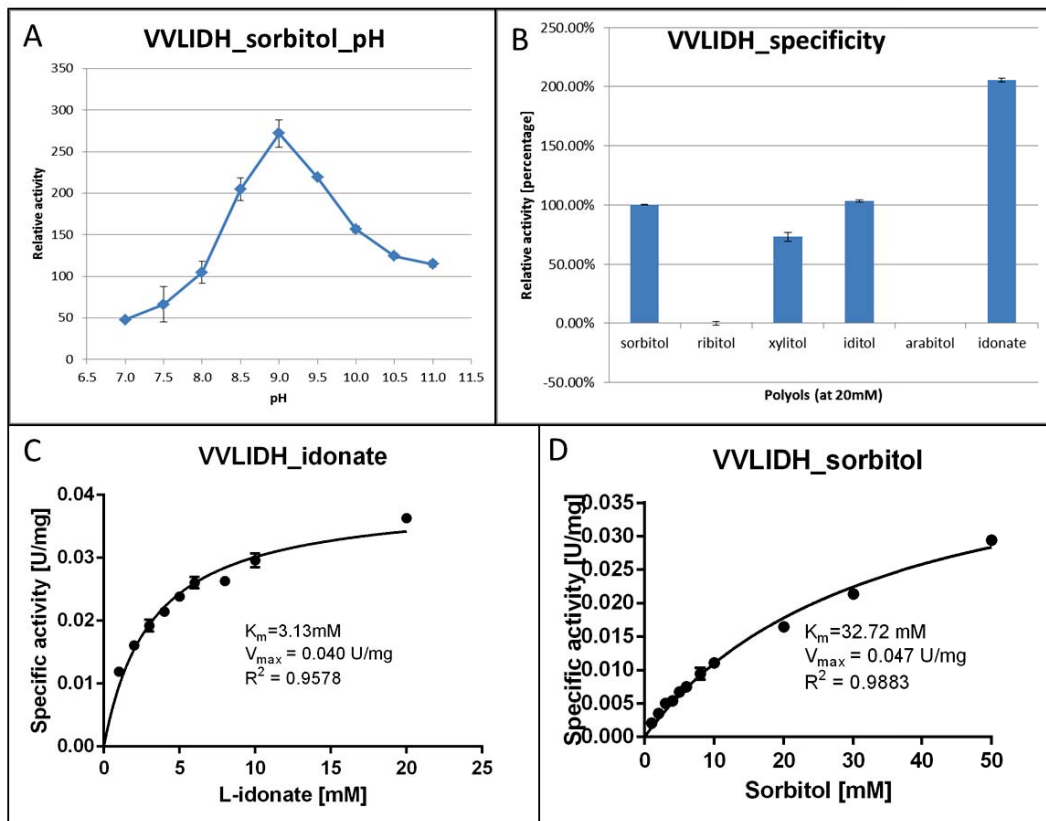 A
VVLIDH_sorbitol_pH
Relative activity
350
300
250
200
150
100
50
0
6.5 7.0 7.5 8.0 8.5 9.0 9.5 10.0 10.5 11.0 11.5
pH
B
VVLIDH_specificity
Relative activity [percentage]
250.00%
200.00%
150.00%
100.00%
50.00%
0.00%
-50.00%
sorbitol ribitol xylitol iditol arabitol idonate
Polyols (at 20mM)
C
VVLIDH_idonate
Specific activity [U/mg]
0.04
0.03
0.02
0.01
0.00
Km=3.13mM
Vmax = 0.040 U/mg
R² = 0.9578
0 5 10 15 20 25
L-idonate [mM]
D
VVLIDH_sorbitol
Specific activity [U/mg]
0.035
0.030
0.025
0.020
0.015
0.010
0.005
0.000
Km=32.72 mM
Vmax = 0.047 U/mg
R² = 0.9883
0 10 20 30 40 50
Sorbitol [mM]